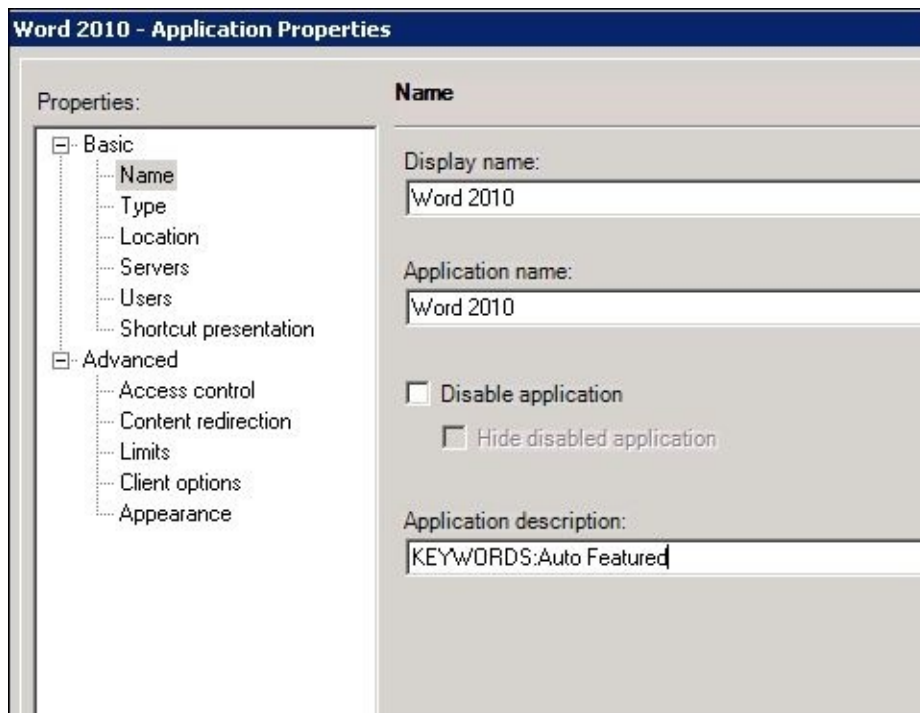 Word 2010 - Application Properties
Properties:
Basic
Name
Type
Location
Servers
Users
Shortcut presentation
Advanced
Access control
Content redirection
Limits
Client options
Appearance
Name
Display name:
Word 2010
Application name:
Word 2010
Disable application
Hide disabled application
Application description:
KEYWORDS:Auto Featured